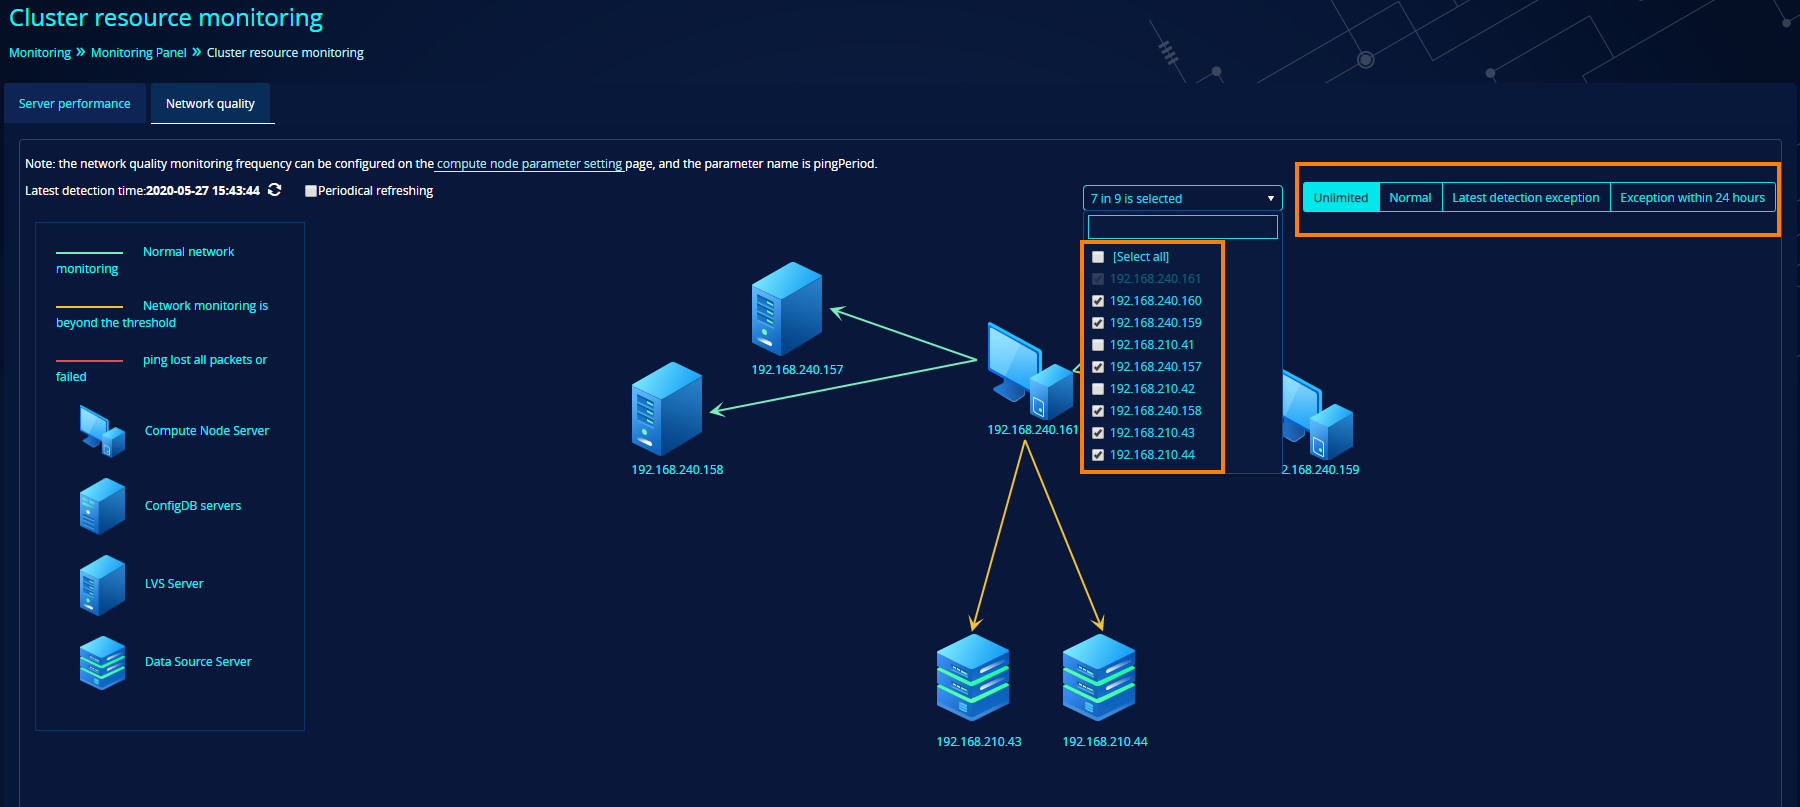 Cluster resource monitoring
Monitoring » Monitoring Panel » Cluster resource monitoring
Server performance
Network quality
Note: the network quality monitoring frequency can be configured on the compute node parameter setting page, and the parameter name is pingPeriod.
Latest detection time:2020-05-27 15:43:44
Periodical refreshing
7 in 9 is selected
Unlimited
Normal
Latest detection exception
Exception within 24 hours
[Select all]
192.168.240.161
192.168.240.160
192.168.240.159
192.168.210.41
192.168.240.157
192.168.210.42
192.168.240.158
192.168.210.43
192.168.210.44
Normal network
monitoring
Network monitoring is
beyond the threshold
ping lost all packets or
failed
Compute Node Server
ConfigDB servers
LVS Server
Data Source Server
192.168.240.157
192.168.240.158
192.168.240.161
2.168.240.159
192.168.210.43
192.168.210.44